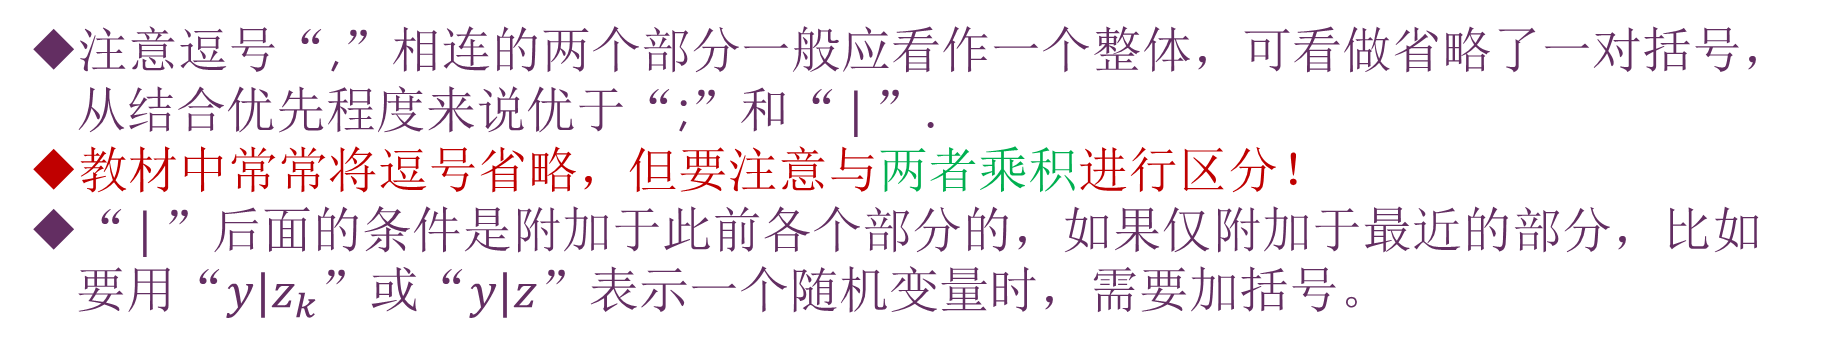 ◆注意逗号“,”相连的两个部分一般应看作一个整体，可看做省略了一对括号，
从结合优先程度来说优于“;”和“|”.
◆教材中常常将逗号省略，但要注意与两者乘积进行区分！
◆“|”后面的条件是附加于此前各个部分的，如果仅附加于最近的部分，比如
要用“y|zₖ”或“y|z”表示一个随机变量时，需要加括号。